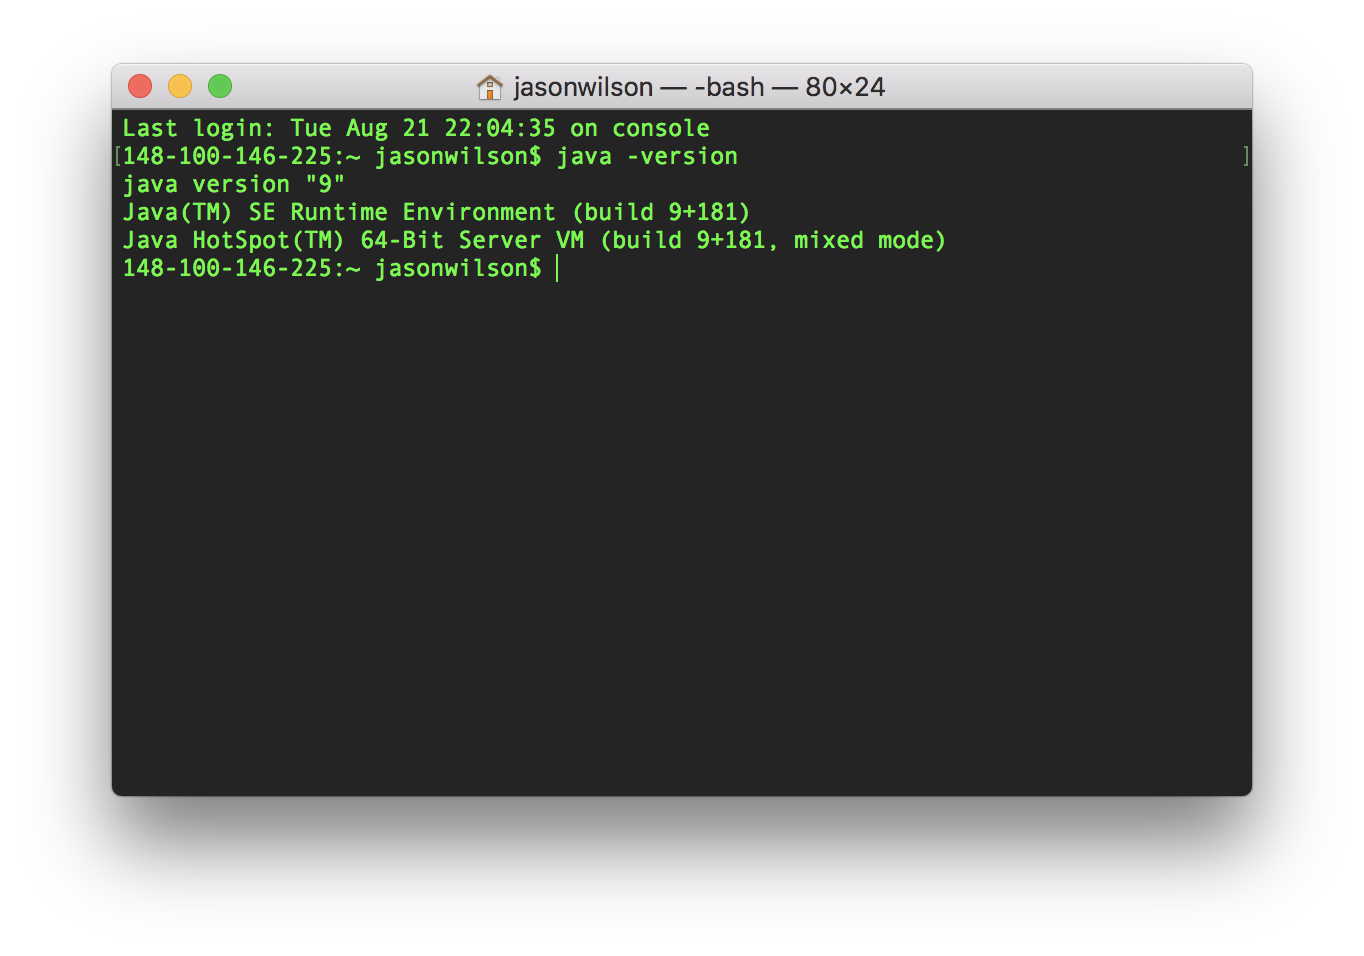 jasonwilson — -bash — 80×24
Last login: Tue Aug 21 22:04:35 on console
[148-100-146-225:~ jasonwilson$ java -version ]
java version "9"
Java(TM) SE Runtime Environment (build 9+181)
Java HotSpot(TM) 64-Bit Server VM (build 9+181, mixed mode)
148-100-146-225:~ jasonwilson$